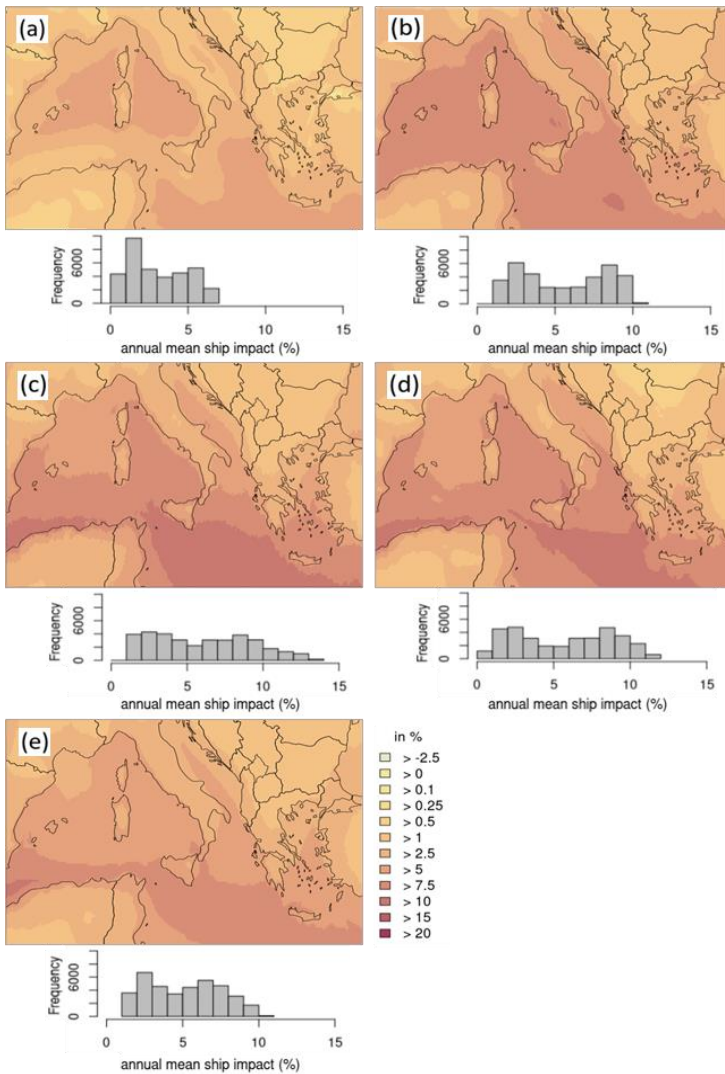 (a)
Frequency
0 6000
0 5 10 15
annual mean ship impact (%)
(b)
Frequency
0 6000
0 5 10 15
annual mean ship impact (%)
(c)
Frequency
0 6000
0 5 10 15
annual mean ship impact (%)
(d)
Frequency
0 6000
0 5 10 15
annual mean ship impact (%)
(e)
Frequency
0 6000
0 5 10 15
annual mean ship impact (%)
in %
> -2.5
> 0
> 0.1
> 0.25
> 0.5
> 1
> 2.5
> 5
> 7.5
> 10
> 15
> 20